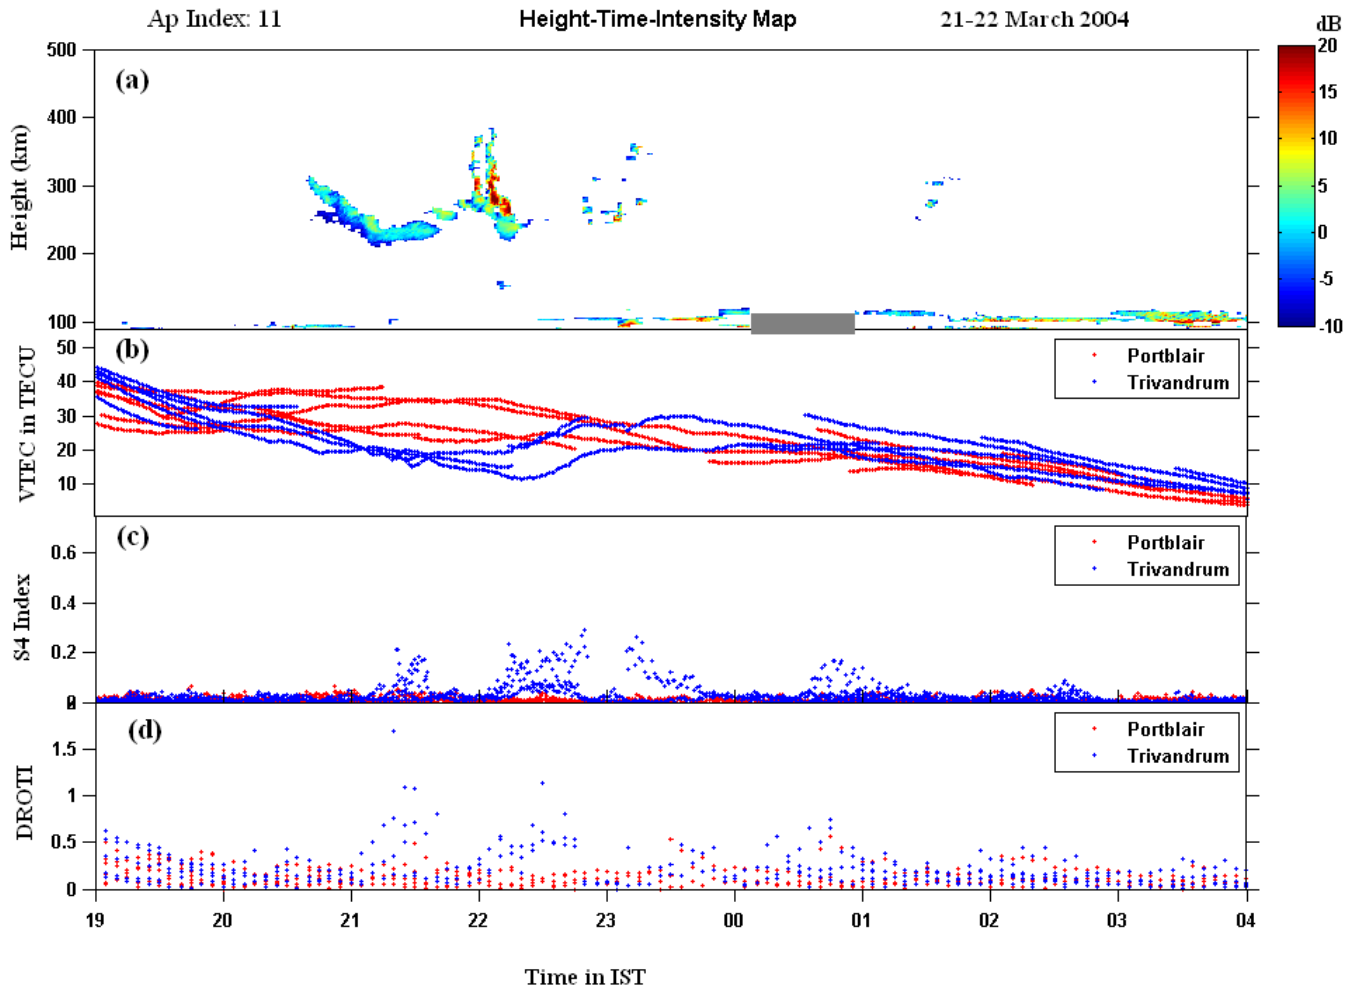 Ap Index: 11 Height-Time-Intensity Map 21-22 March 2004
dB
(a)
Height (km)
500
400
300
200
100
20
15
10
5
0
-5
-10
(b)
VTEC in TECU
50
40
30
20
10
Portblair
Trivandrum
(c)
S4 Index
0.6
0.4
0.2
Portblair
Trivandrum
(d)
DROTI
1.5
1
0.5
0
Portblair
Trivandrum
19 20 21 22 23 00 01 02 03 04
Time in IST